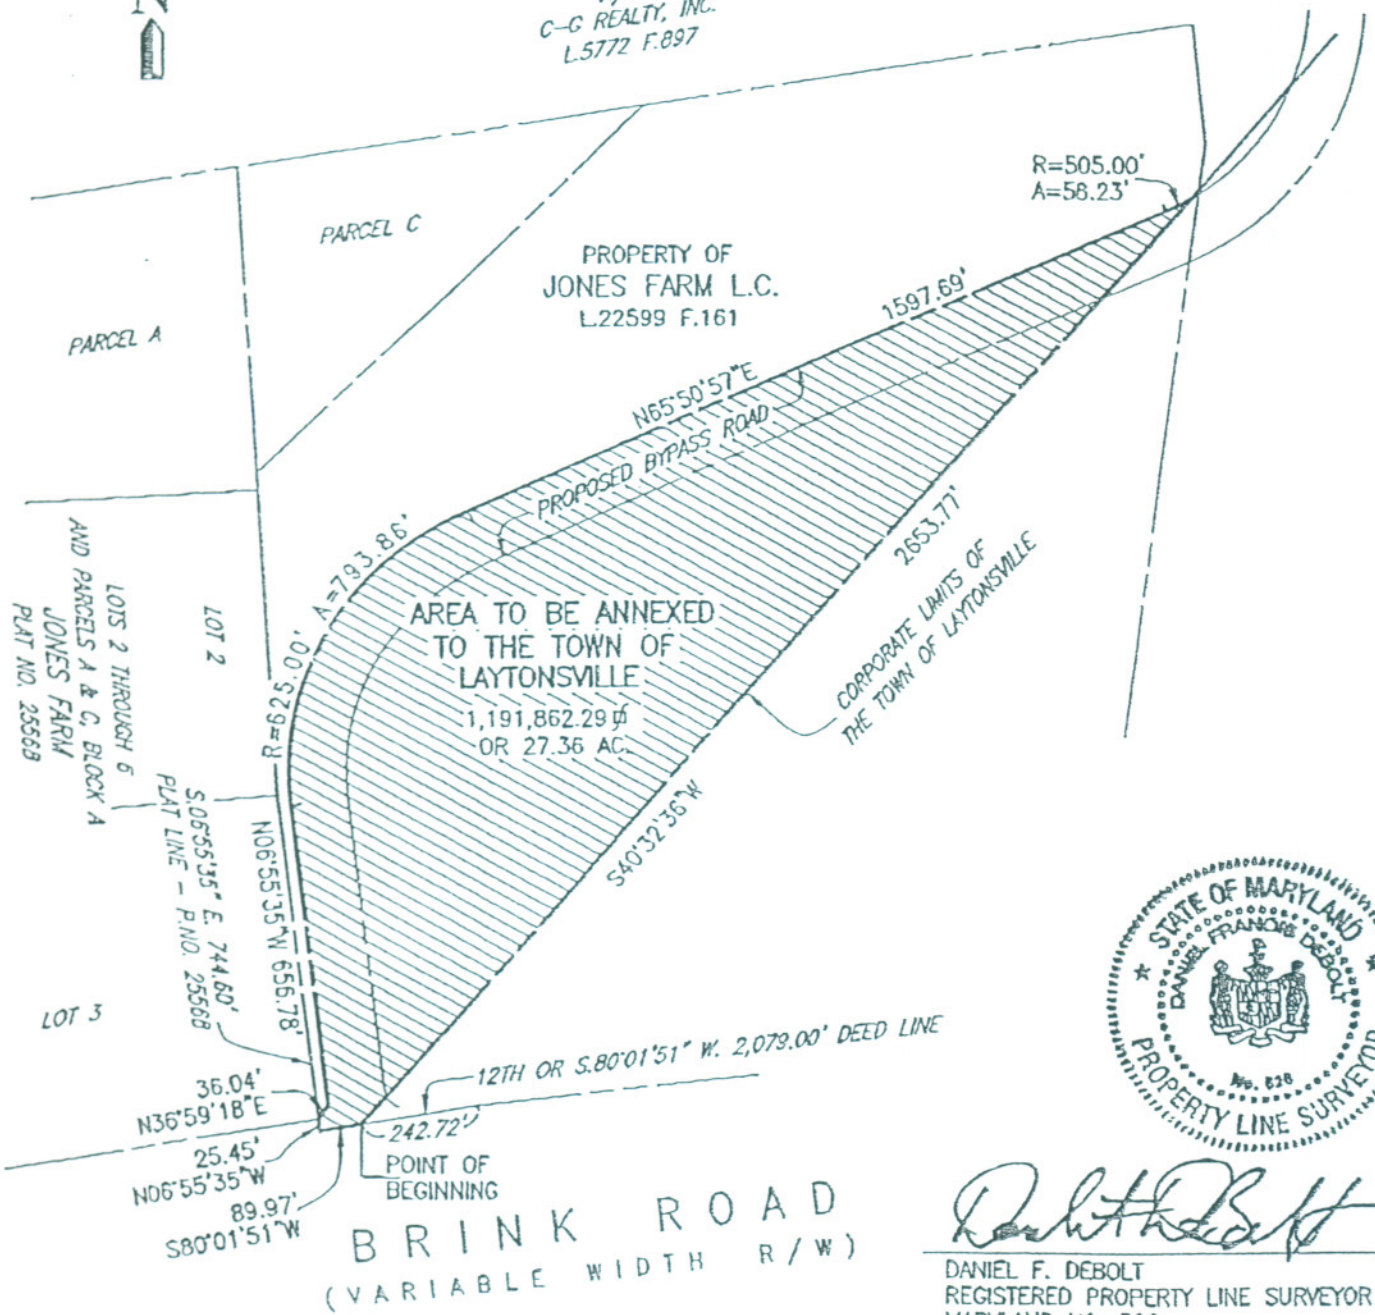 N
C-G REALTY, INC.
L.5772 F.897
R=505.00'
A=58.23'
PARCEL C
PROPERTY OF
JONES FARM L.C.
L.22599 F.161
PARCEL A
1597.69'
N65°50'57"E
PROPOSED BYPASS ROAD
2653.77'
A=793.86'
R=625.00'
CORPORATE LIMITS OF
THE TOWN OF LAYTONSVILLE
AREA TO BE ANNEXED
TO THE TOWN OF
LAYTONSVILLE
1,191,862.29
OR 27.36 AC.
LOT 2
LOTS 2 THROUGH 6
AND PARCELS A & C, BLOCK A
JONES FARM
PLAT NO. 25568
S.06°55'35" E. 744.60'
PLAT LINE - P.NO. 25568
N06°55'35"W 656.78'
S40°32'36"W
LOT 3
12TH OR S.80°01'51" W. 2,079.00' DEED LINE
36.04'
N36°59'18"E
25.45'
N06°55'35"W
89.97'
S80°01'51"W
242.72'
POINT OF
BEGINNING
BRINK ROAD
(VARIABLE WIDTH R/W)
STATE OF MARYLAND
DANIEL FRANCIS DEBOLT
No. 526
PROPERTY LINE SURVEYOR
DANIEL F. DEBOLT
REGISTERED PROPERTY LINE SURVEYOR